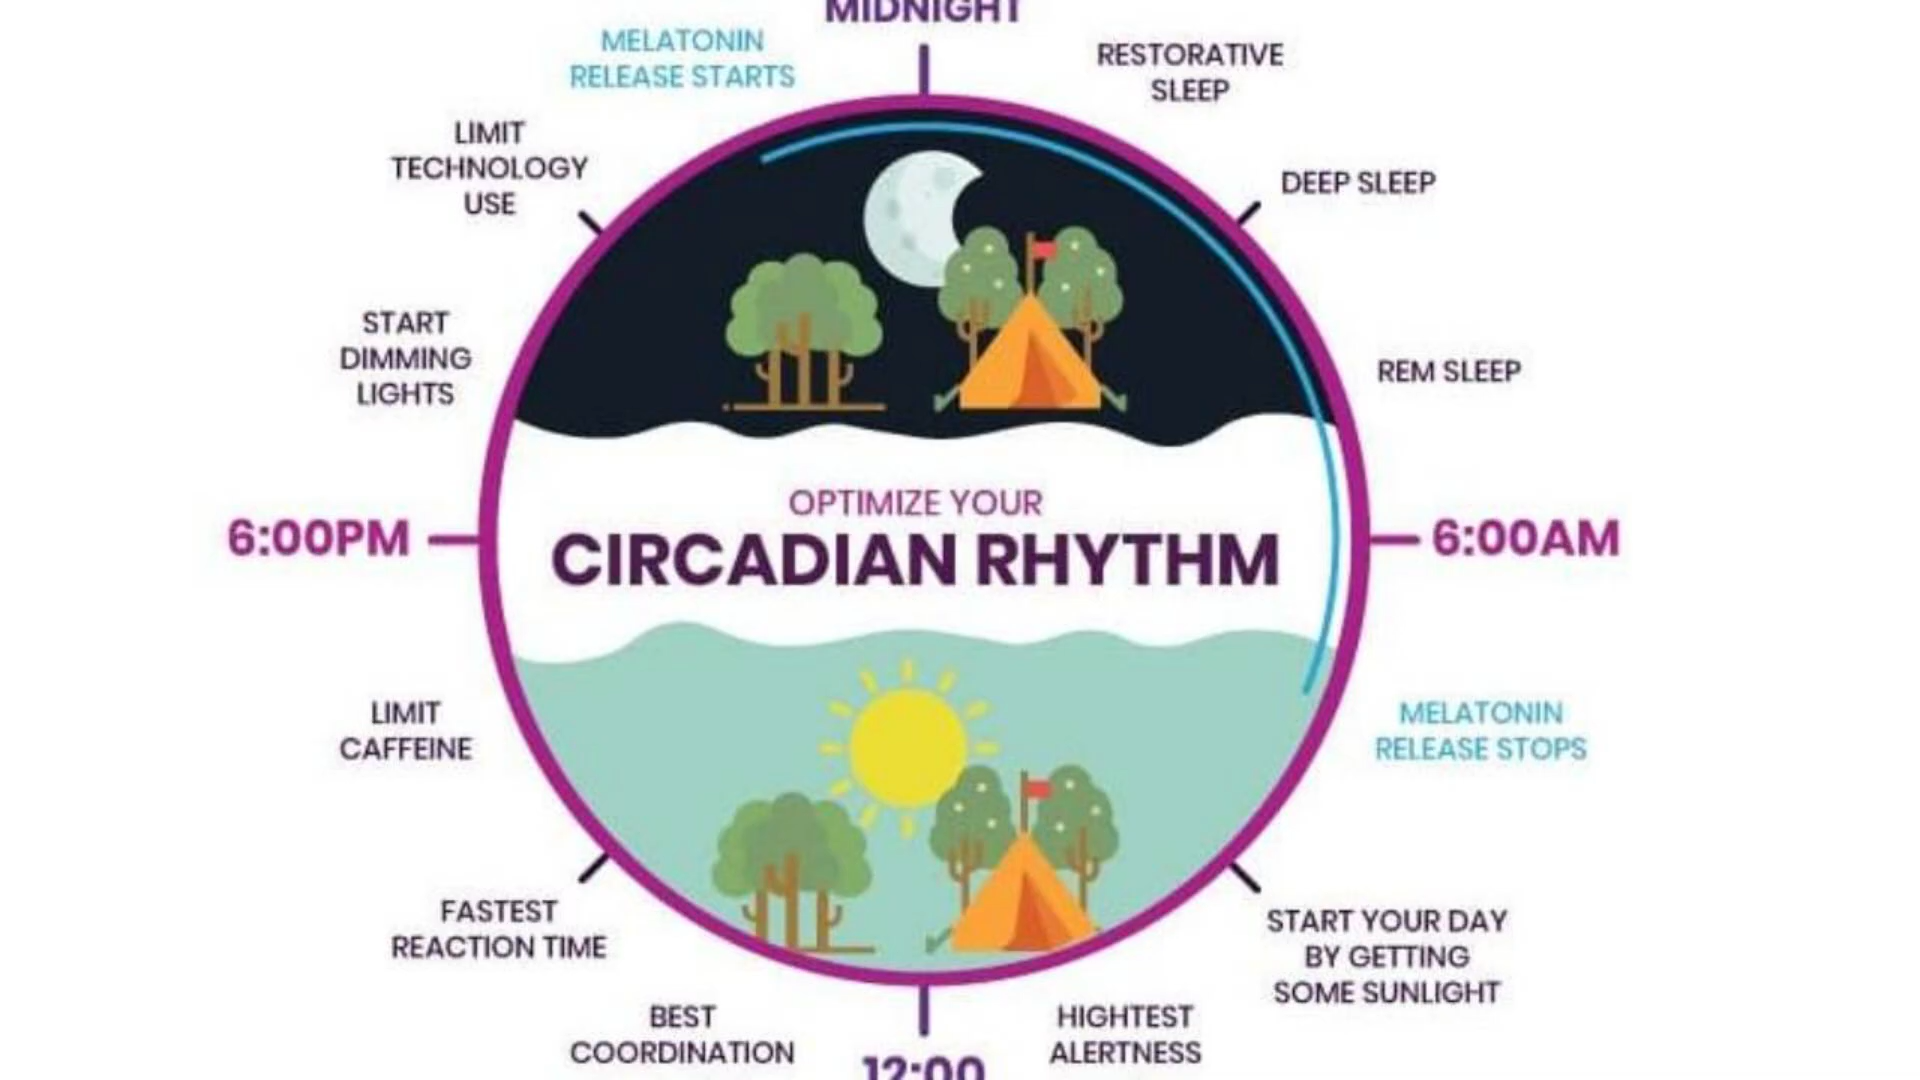 MIDNIGHT
MELATONIN
RELEASE STARTS
RESTORATIVE
SLEEP
LIMIT
TECHNOLOGY
USE
DEEP SLEEP
START
DIMMING
LIGHTS
REM SLEEP
OPTIMIZE YOUR
CIRCADIAN RHYTHM
6:00PM
6:00AM
LIMIT
CAFFEINE
MELATONIN
RELEASE STOPS
FASTEST
REACTION TIME
START YOUR DAY
BY GETTING
SOME SUNLIGHT
BEST
COORDINATION
HIGHTEST
ALERTNESS
12:00